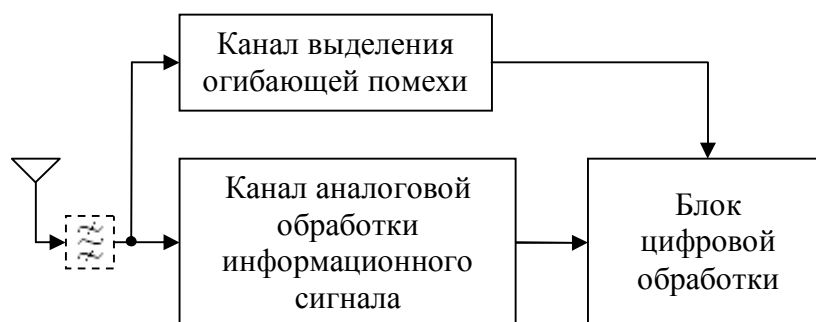 Канал выделения
огибающей помехи
Канал аналоговой
обработки
информационного
сигнала
Блок
цифровой
обработки